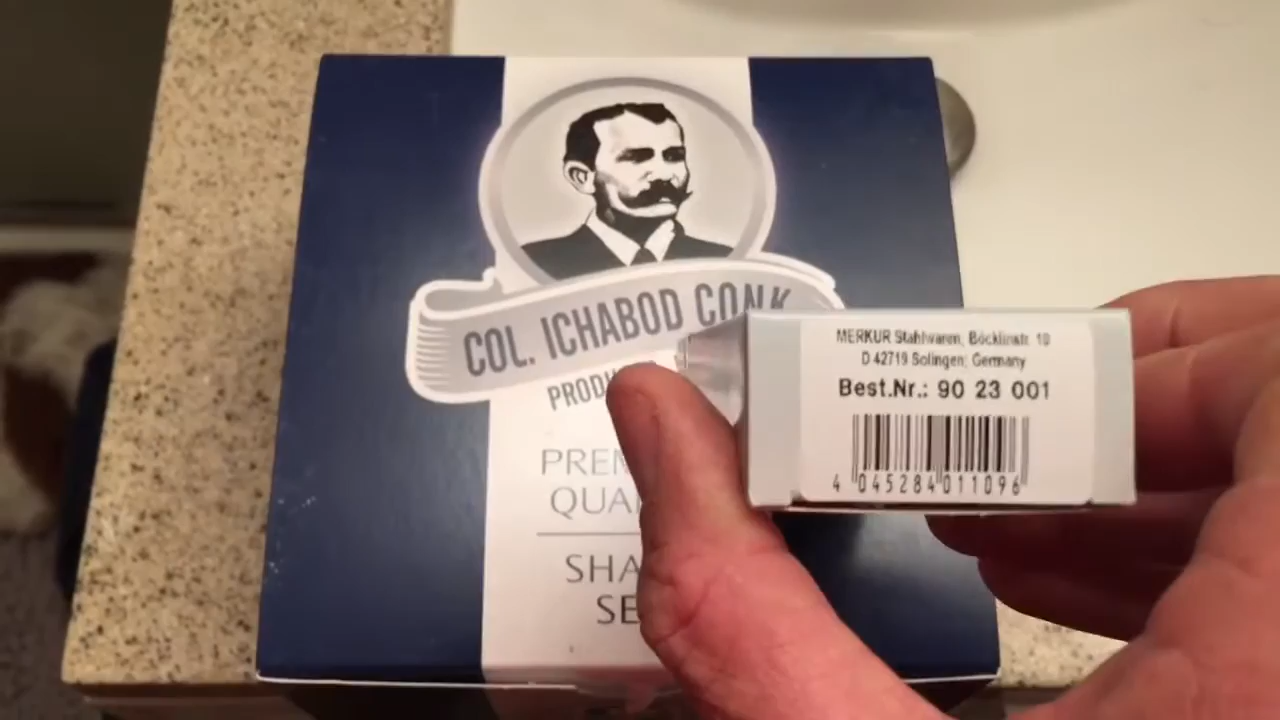 COL. ICHABOD CONK
PREM
QUA
SHA
SE
MERKUR Stahlwaren, Böcklinstr. 10
D 42719 Solingen, Germany
Best.Nr.: 90 23 001
4 045284 011096